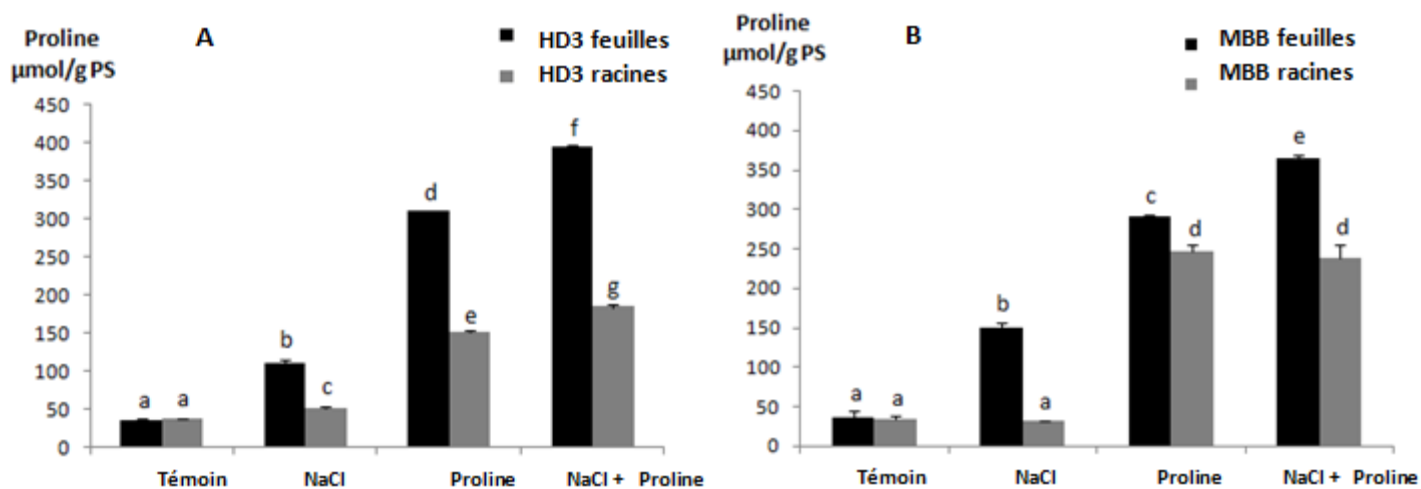 Proline
µmol/g PS
A
HD3 feuilles
HD3 racines
450
400
350
300
250
200
150
100
50
0
a
a
b
c
d
e
f
g
Témoin
NaCl
Proline
NaCl + Proline
Proline
µmol/g PS
B
MBB feuilles
MBB racines
450
400
350
300
250
200
150
100
50
0
a
a
b
a
c
d
e
d
Témoin
NaCl
Proline
NaCl + Proline